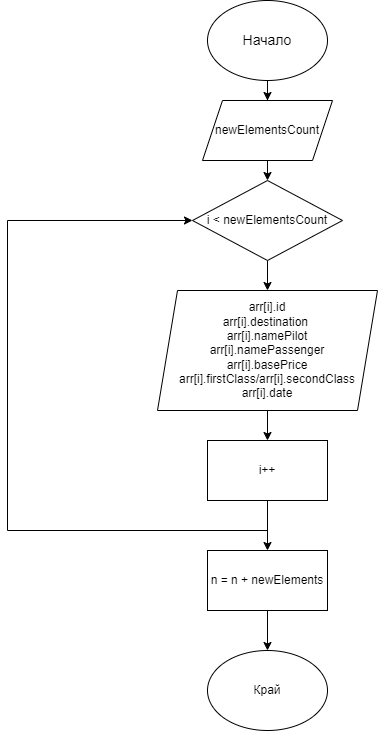 Начало
newElementsCount
i < newElementsCount
arr[i].id
arr[i].destination
arr[i].namePilot
arr[i].namePassenger
arr[i].basePrice
arr[i].firstClass/arr[i].secondClass
arr[i].date
i++
n = n + newElements
Край